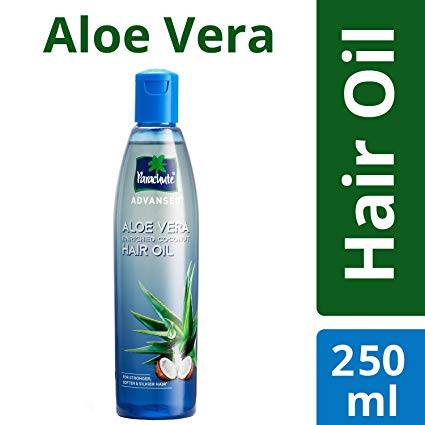 Aloe Vera
Parachute
ADVANSED
ALOE VERA
ENRICHED COCONUT
HAIR OIL
FOR STRONGER,
SOFTER & SILKIER HAIR*
Hair Oil
250
ml